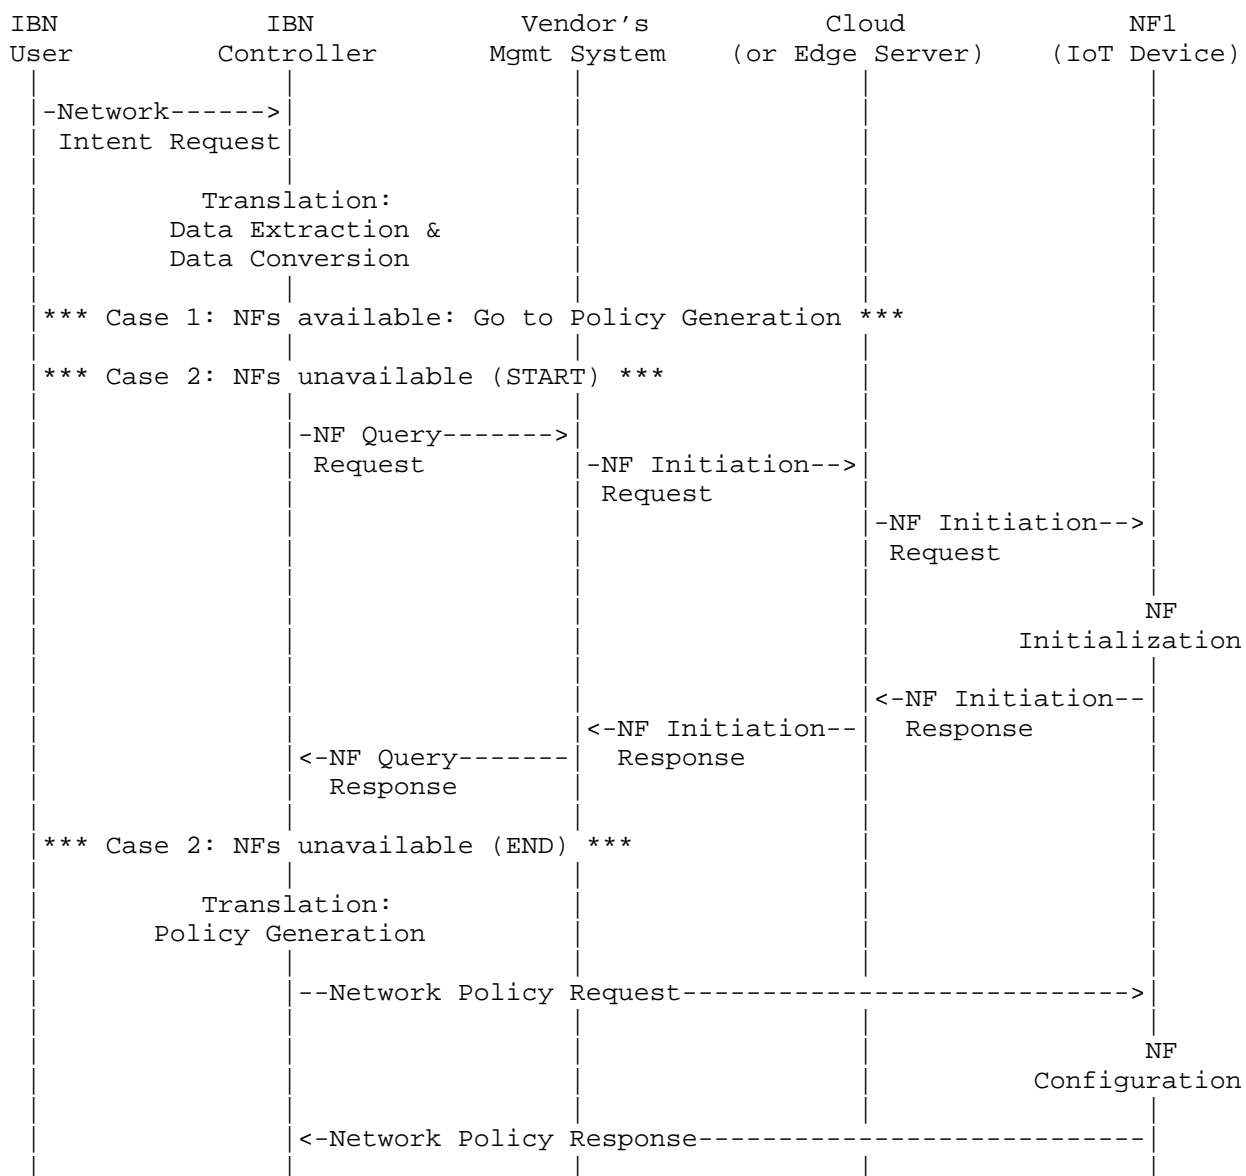 IBN IBN Vendor's Cloud NF1
User Controller Mgmt System (or Edge Server) (IoT Device)
-Network------>
Intent Request
Translation:
Data Extraction &
Data Conversion
*** Case 1: NFs available: Go to Policy Generation ***
*** Case 2: NFs unavailable (START) ***
-NF Query------->
Request -NF Initiation-->
Request
-NF Initiation-->
Request
NF
Initialization
<-NF Initiation--
<-NF Initiation-- Response
<-NF Query------- Response
Response
*** Case 2: NFs unavailable (END) ***
Translation:
Policy Generation
--Network Policy Request---------------------------->
NF
Configuration
<-Network Policy Response----------------------------